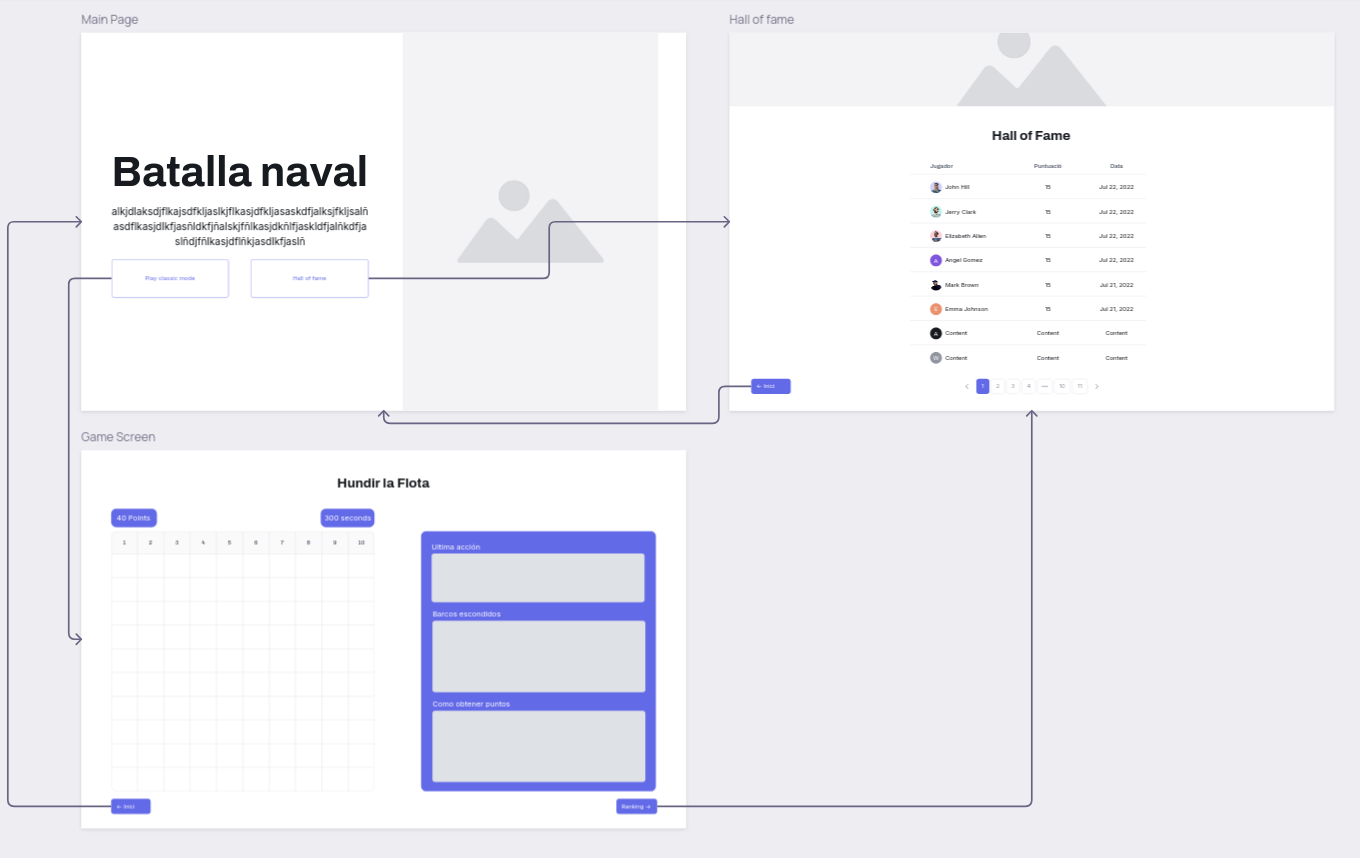 Main Page
Batalla naval
alkjdlaksdjflkajsdfkljaslkjflkasjdfkljasaskdfjalksjfkljsalñ
asdflkasjdlkfjasñldkfjñalskjfñlkasjdkñlfjaskldfjalñkdfja
slñdjfñlkasjdflñkjasdlkfjaslñ
Play classic mode
Hall of fame
Hall of fame
Hall of Fame
Jugador Puntuació Data
John Hill 15 Jul 22, 2022
Jerry Clark 15 Jul 22, 2022
Elizabeth Allen 15 Jul 22, 2022
A Angel Gomez 15 Jul 22, 2022
Mark Brown 15 Jul 21, 2022
E Emma Johnson 15 Jul 21, 2022
A Content Content Content
W Content Content Content
← Inici
< 1 2 3 4 ••• 10 11 >
Game Screen
Hundir la Flota
40 Points
300 seconds
1 2 3 4 5 6 7 8 9 10
Ultima acción
Barcos escondidos
Como obtener puntos
← Inici
Ranking →